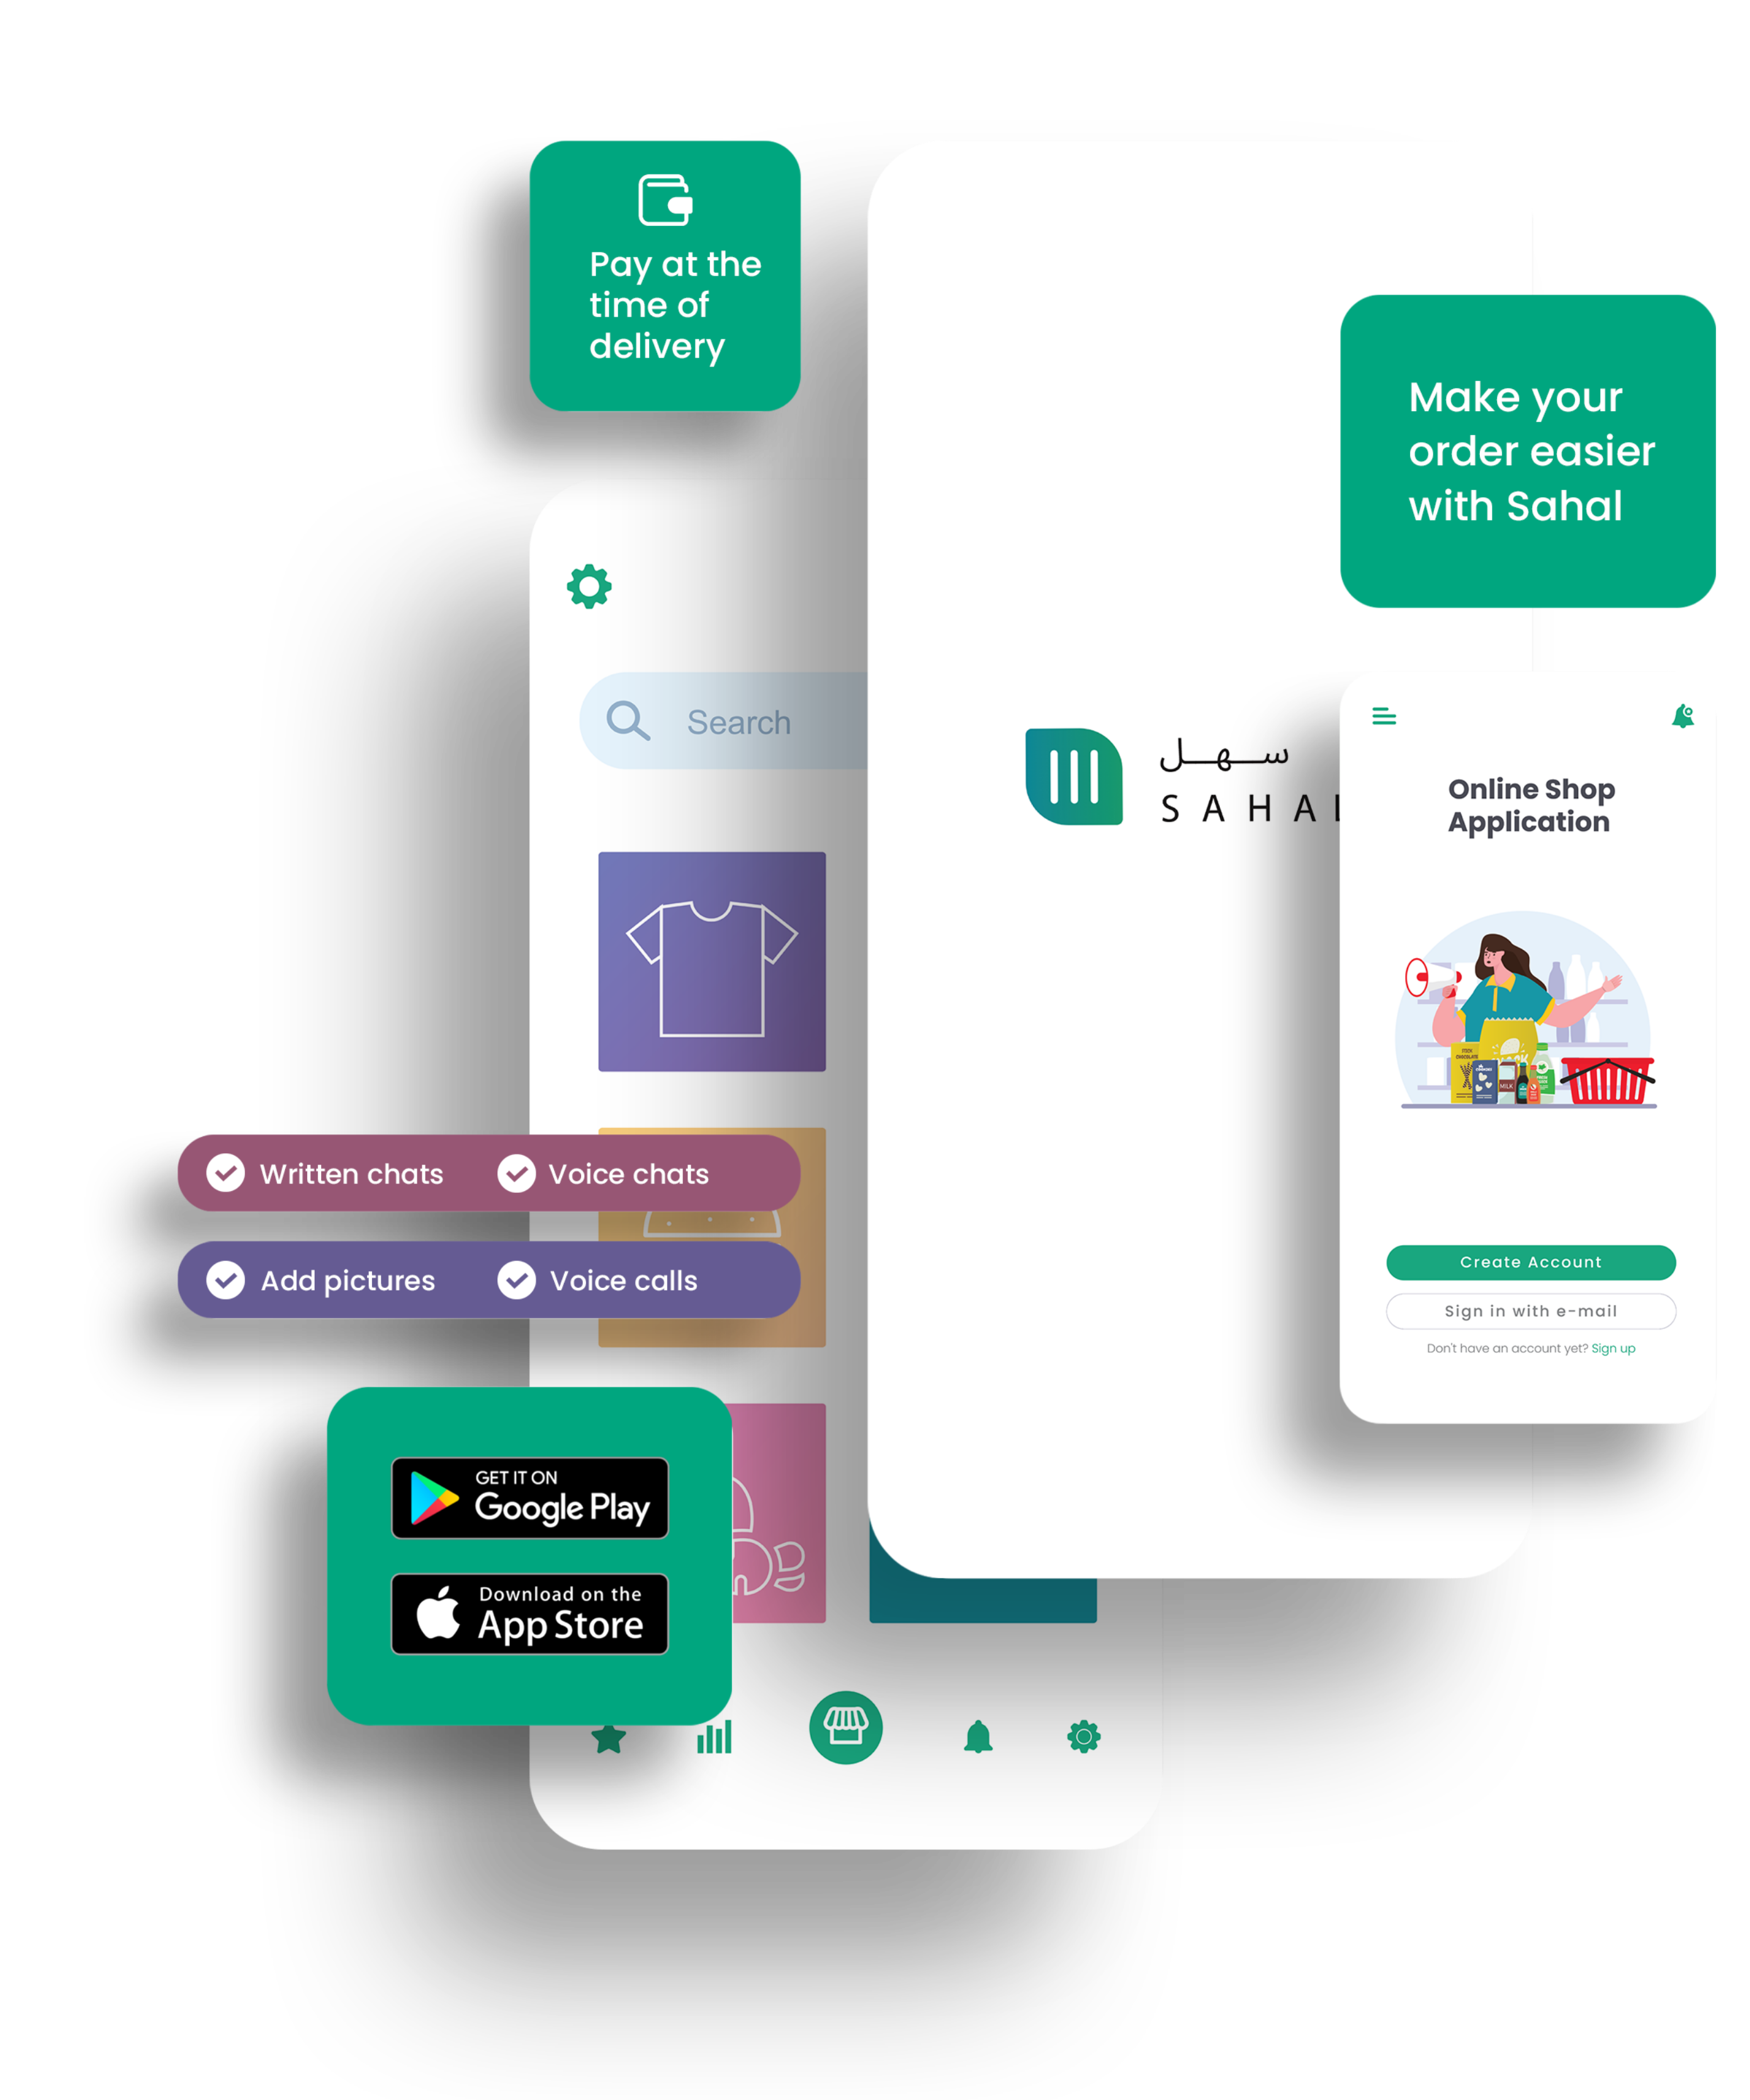 Pay at the
time of
delivery
Make your
order easier
with Sahal
Search
سهل
SAHAL
Online Shop
Application
MILK
Written chats
Voice chats
Add pictures
Voice calls
Create Account
Sign in with e-mail
Don't have an account yet? Sign up
GET IT ON
Google Play
Download on the
App Store